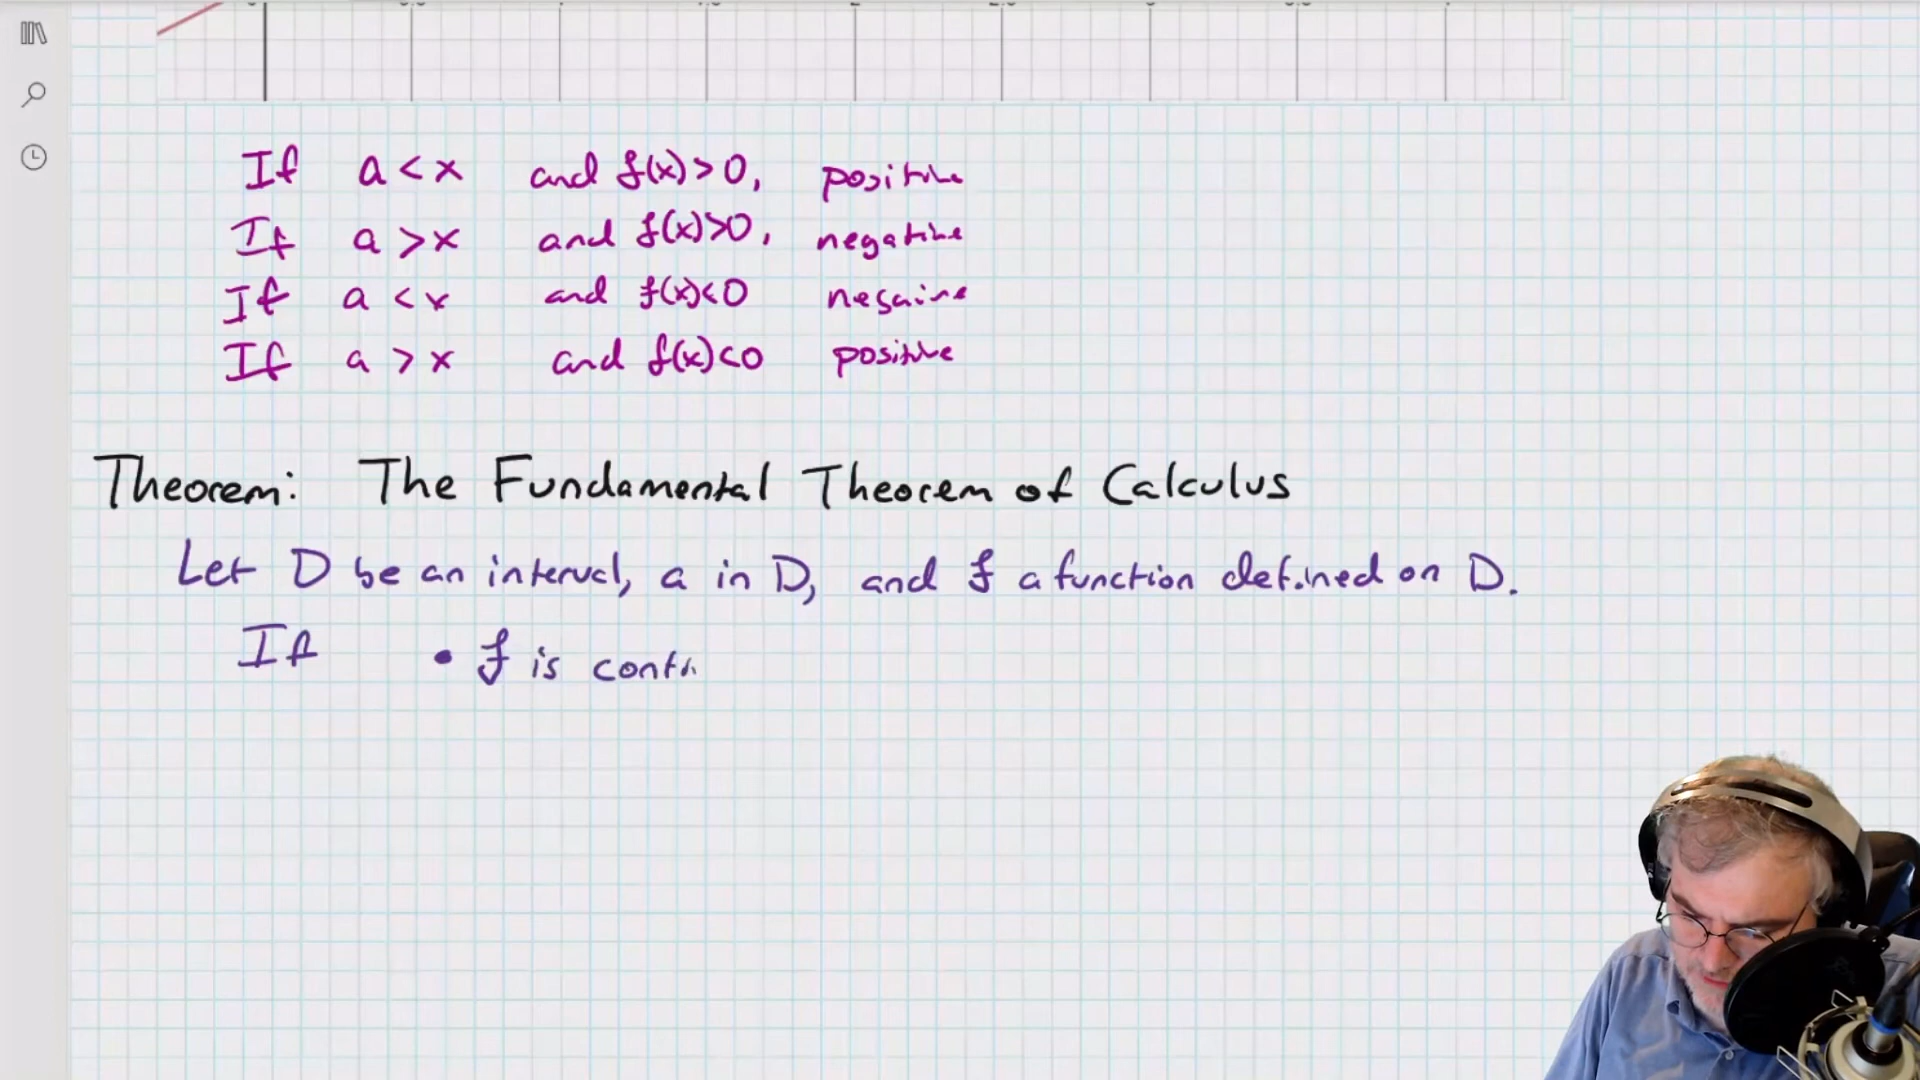 If a < x and f(x) > 0, positive
If a > x and f(x) > 0, negative
If a < x and f(x) < 0 negative
If a > x and f(x) < 0 positive
Theorem: The Fundamental Theorem of Calculus
Let D be an interval, a in D, and f a function defined on D.
If • f is conti